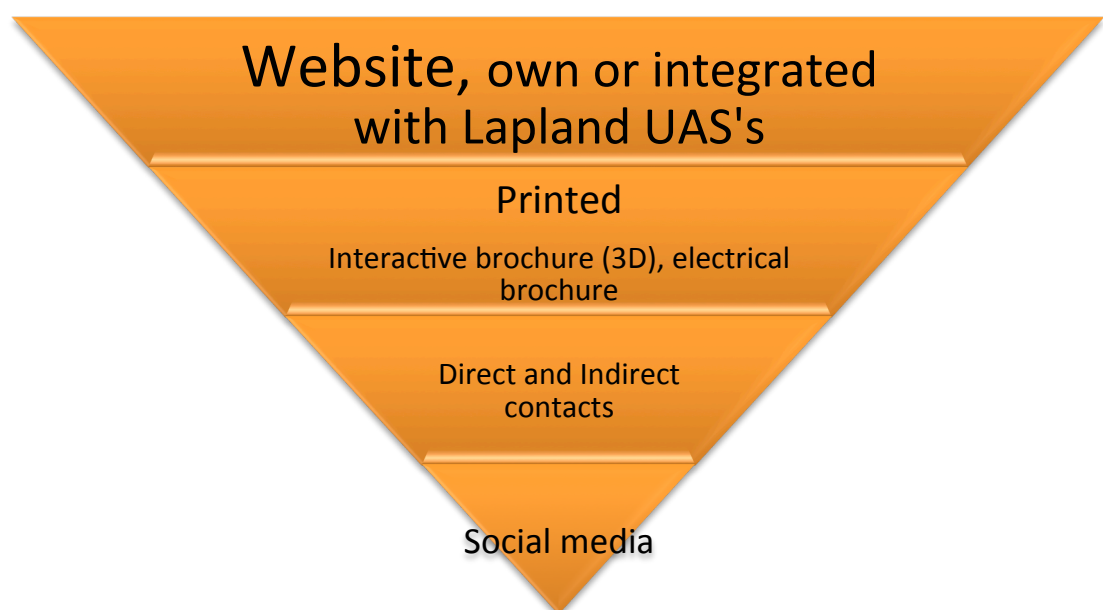 Website, own or integrated
with Lapland UAS's
Printed
Interactive brochure (3D), electrical
brochure
Direct and Indirect
contacts
Social media